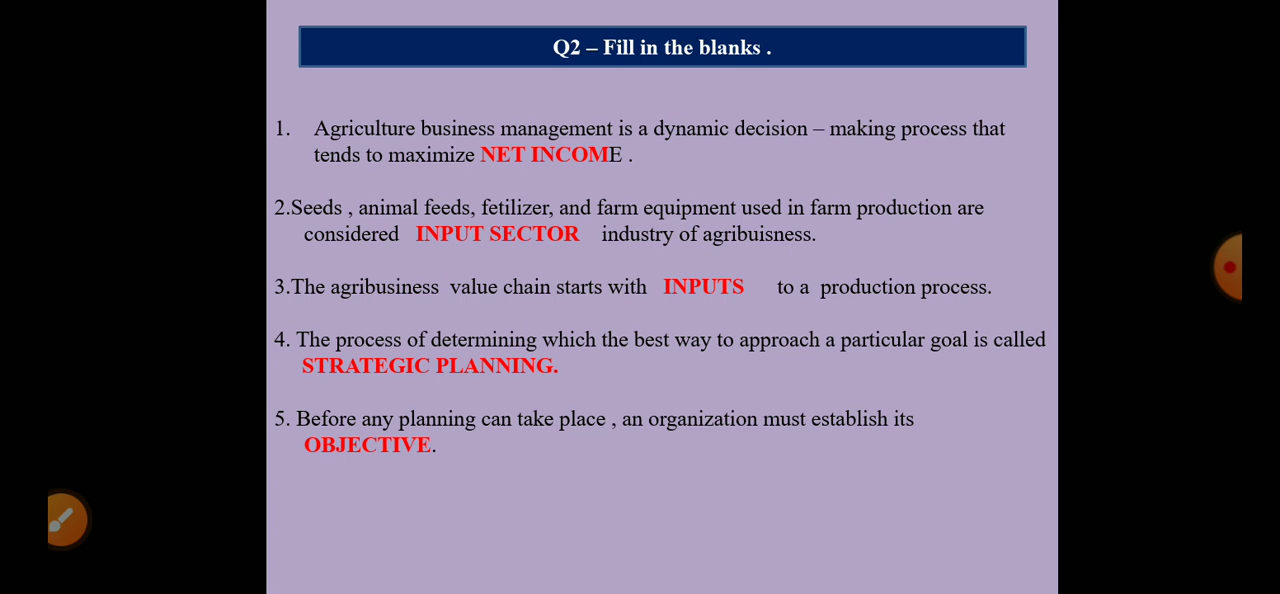 Q2 – Fill in the blanks .
1. Agriculture business management is a dynamic decision – making process that
tends to maximize NET INCOME .
2.Seeds , animal feeds, fetilizer, and farm equipment used in farm production are
considered INPUT SECTOR industry of agribuisness.
3.The agribusiness value chain starts with INPUTS to a production process.
4. The process of determining which the best way to approach a particular goal is called
STRATEGIC PLANNING.
5. Before any planning can take place , an organization must establish its
OBJECTIVE.